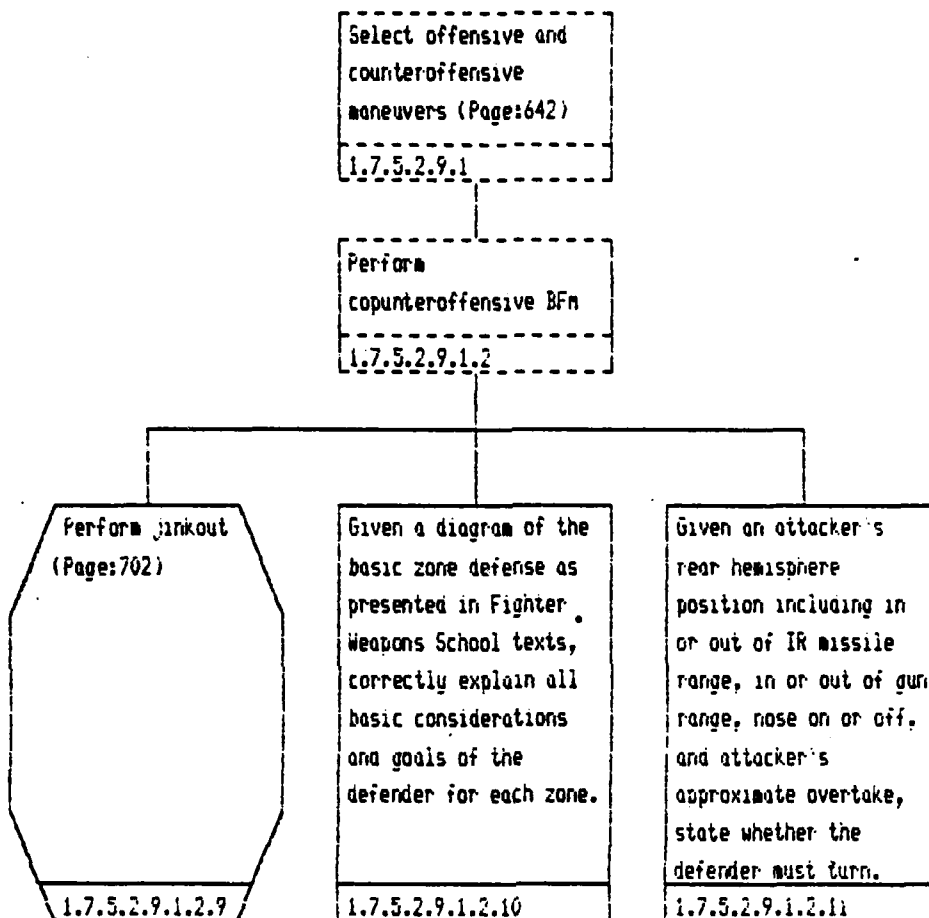 Select offensive and
counteroffensive
maneuvers (Page:642)
1.7.5.2.9.1
Perform
copunteroffensive BFm
1.7.5.2.9.1.2
Perform jinkout
(Page:702)
1.7.5.2.9.1.2.9
Given a diagram of the
basic zone defense as
presented in Fighter
Weapons School texts,
correctly explain all
basic considerations
and goals of the
defender for each zone.
1.7.5.2.9.1.2.10
Given an attacker's
rear hemisphere
position including in
or out of IR missile
range, in or out of gun
range, nose on or off,
and attacker's
approximate overtake,
state whether the
defender must turn.
1.7.5.2.9.1.2.11